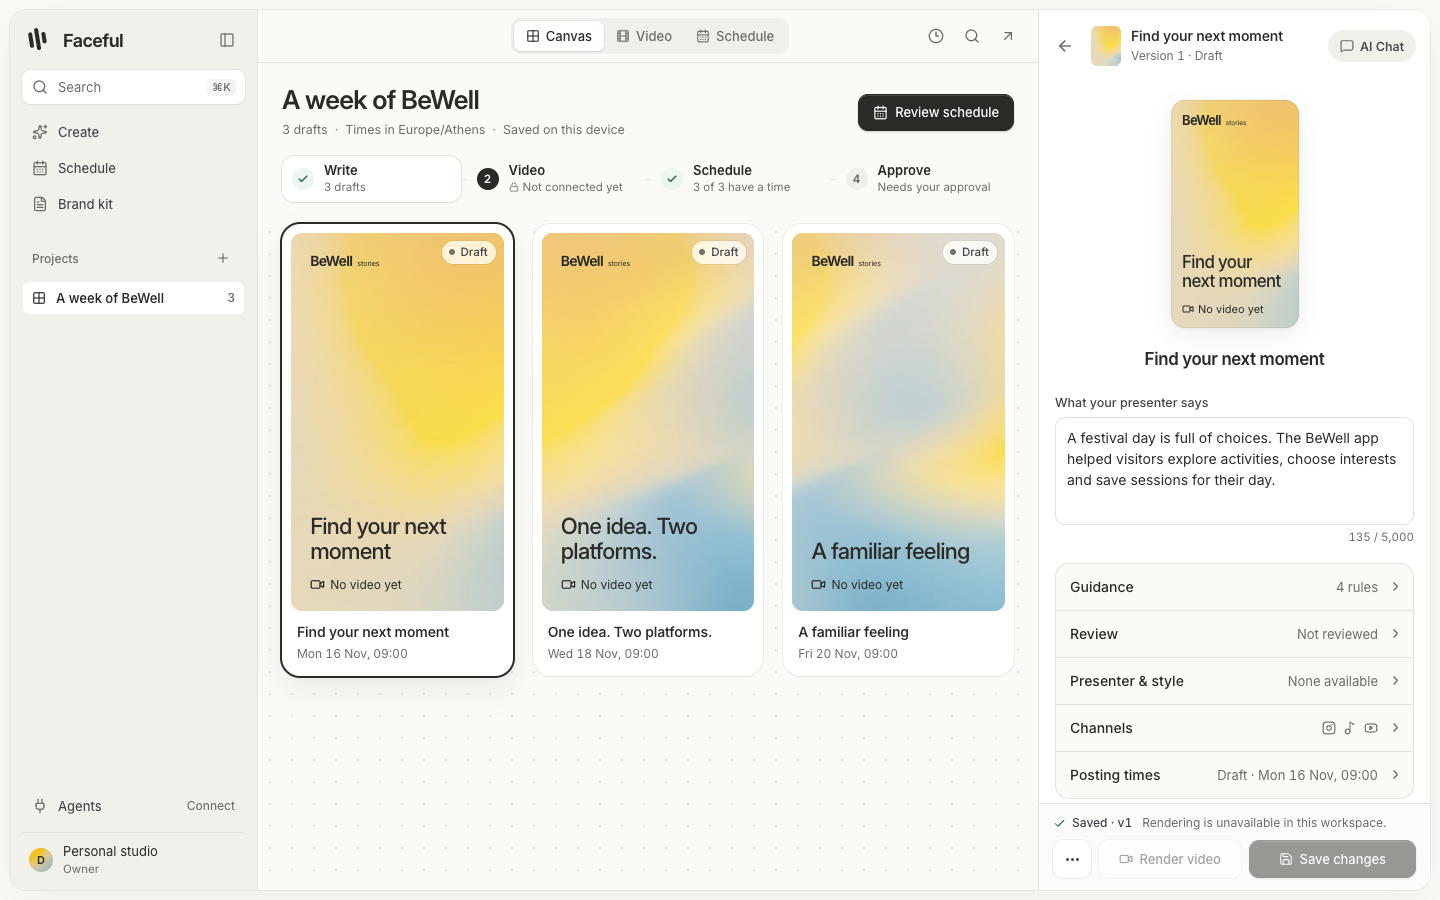 Faceful
Search
⌘K
Create
Schedule
Brand kit
Projects
A week of BeWell
3
Agents
Connect
D
Personal studio
Owner
Canvas
Video
Schedule
A week of BeWell
3 drafts · Times in Europe/Athens · Saved on this device
Review schedule
Write
3 drafts
2
Video
Not connected yet
Schedule
3 of 3 have a time
4
Approve
Needs your approval
BeWell stories
Draft
Find your next
moment
No video yet
Find your next moment
Mon 16 Nov, 09:00
BeWell stories
Draft
One idea. Two
platforms.
No video yet
One idea. Two platforms.
Wed 18 Nov, 09:00
BeWell stories
Draft
A familiar feeling
No video yet
A familiar feeling
Fri 20 Nov, 09:00
Find your next moment
Version 1 · Draft
AI Chat
BeWell stories
Find your
next moment
No video yet
Find your next moment
What your presenter says
A festival day is full of choices. The BeWell app
helped visitors explore activities, choose interests
and save sessions for their day.
135 / 5,000
Guidance
4 rules
Review
Not reviewed
Presenter & style
None available
Channels
Posting times
Draft · Mon 16 Nov, 09:00
Saved · v1
Rendering is unavailable in this workspace.
Render video
Save changes